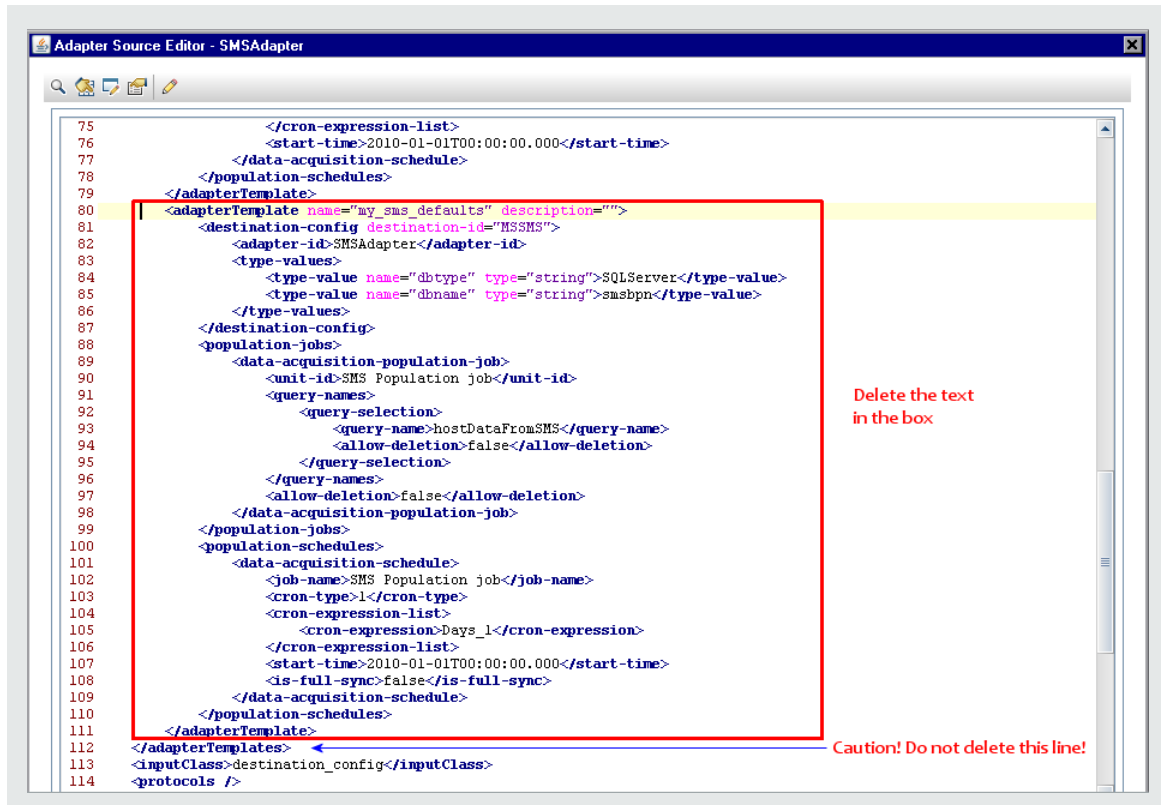 Adapter Source Editor - SMSAdapter
75 </cron-expression-list>
76 <start-time>2010-01-01T00:00:00.000</start-time>
77 </data-acquisition-schedule>
78 </population-schedules>
79 </adapterTemplate>
80 <adapterTemplate name="my_sms_defaults" description="">
81 <destination-config destination-id="MSSMS">
82 <adapter-id>SMSAdapter</adapter-id>
83 <type-values>
84 <type-value name="dbtype" type="string">SQLServer</type-value>
85 <type-value name="dbname" type="string">smsbpn</type-value>
86 </type-values>
87 </destination-config>
88 <population-jobs>
89 <data-acquisition-population-job>
90 <unit-id>SMS Population job</unit-id>
91 <query-names>
Delete the text
92 <query-selection>
in the box
93 <query-name>hostDataFromSMS</query-name>
94 <allow-deletion>false</allow-deletion>
95 </query-selection>
96 </query-names>
97 <allow-deletion>false</allow-deletion>
98 </data-acquisition-population-job>
99 </population-jobs>
100 <population-schedules>
101 <data-acquisition-schedule>
102 <job-name>SMS Population job</job-name>
103 <cron-type>1</cron-type>
104 <cron-expression-list>
105 <cron-expression>Days_1</cron-expression>
106 </cron-expression-list>
107 <start-time>2010-01-01T00:00:00.000</start-time>
108 <is-full-sync>false</is-full-sync>
109 </data-acquisition-schedule>
110 </population-schedules>
111 </adapterTemplate>
112 </adapterTemplates> Caution! Do not delete this line!
113 <inputClass>destination_config</inputClass>
114 <protocols />